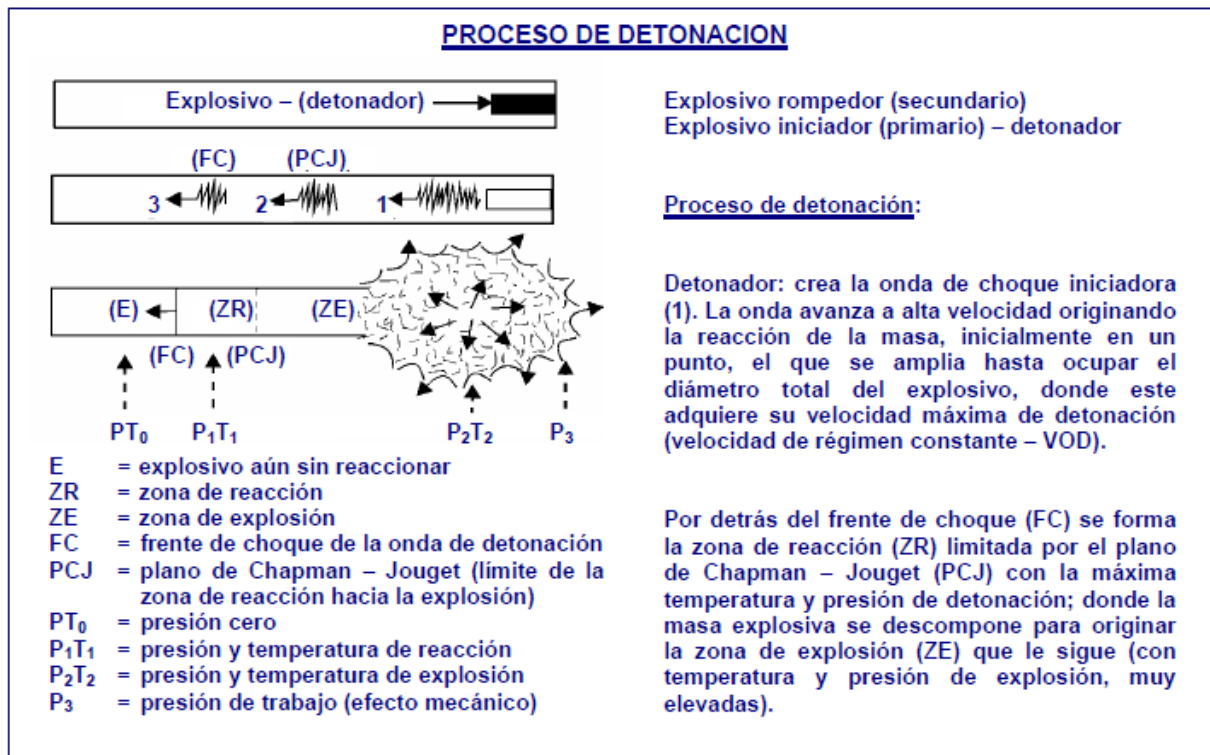 PROCESO DE DETONACION
Explosivo – (detonador)
(FC) (PCJ)
3 2 1
(E) (ZR) (ZE)
(FC) (PCJ)
PT₀ P₁T₁ P₂T₂ P₃
E = explosivo aún sin reaccionar
ZR = zona de reacción
ZE = zona de explosión
FC = frente de choque de la onda de detonación
PCJ = plano de Chapman – Jouget (límite de la
zona de reacción hacia la explosión)
PT₀ = presión cero
P₁T₁ = presión y temperatura de reacción
P₂T₂ = presión y temperatura de explosión
P₃ = presión de trabajo (efecto mecánico)
Explosivo rompedor (secundario)
Explosivo iniciador (primario) – detonador
Proceso de detonación:
Detonador: crea la onda de choque iniciadora
(1). La onda avanza a alta velocidad originando
la reacción de la masa, inicialmente en un
punto, el que se amplia hasta ocupar el
diámetro total del explosivo, donde este
adquiere su velocidad máxima de detonación
(velocidad de régimen constante – VOD).
Por detrás del frente de choque (FC) se forma
la zona de reacción (ZR) limitada por el plano
de Chapman – Jouget (PCJ) con la máxima
temperatura y presión de detonación; donde la
masa explosiva se descompone para originar
la zona de explosión (ZE) que le sigue (con
temperatura y presión de explosión, muy
elevadas).